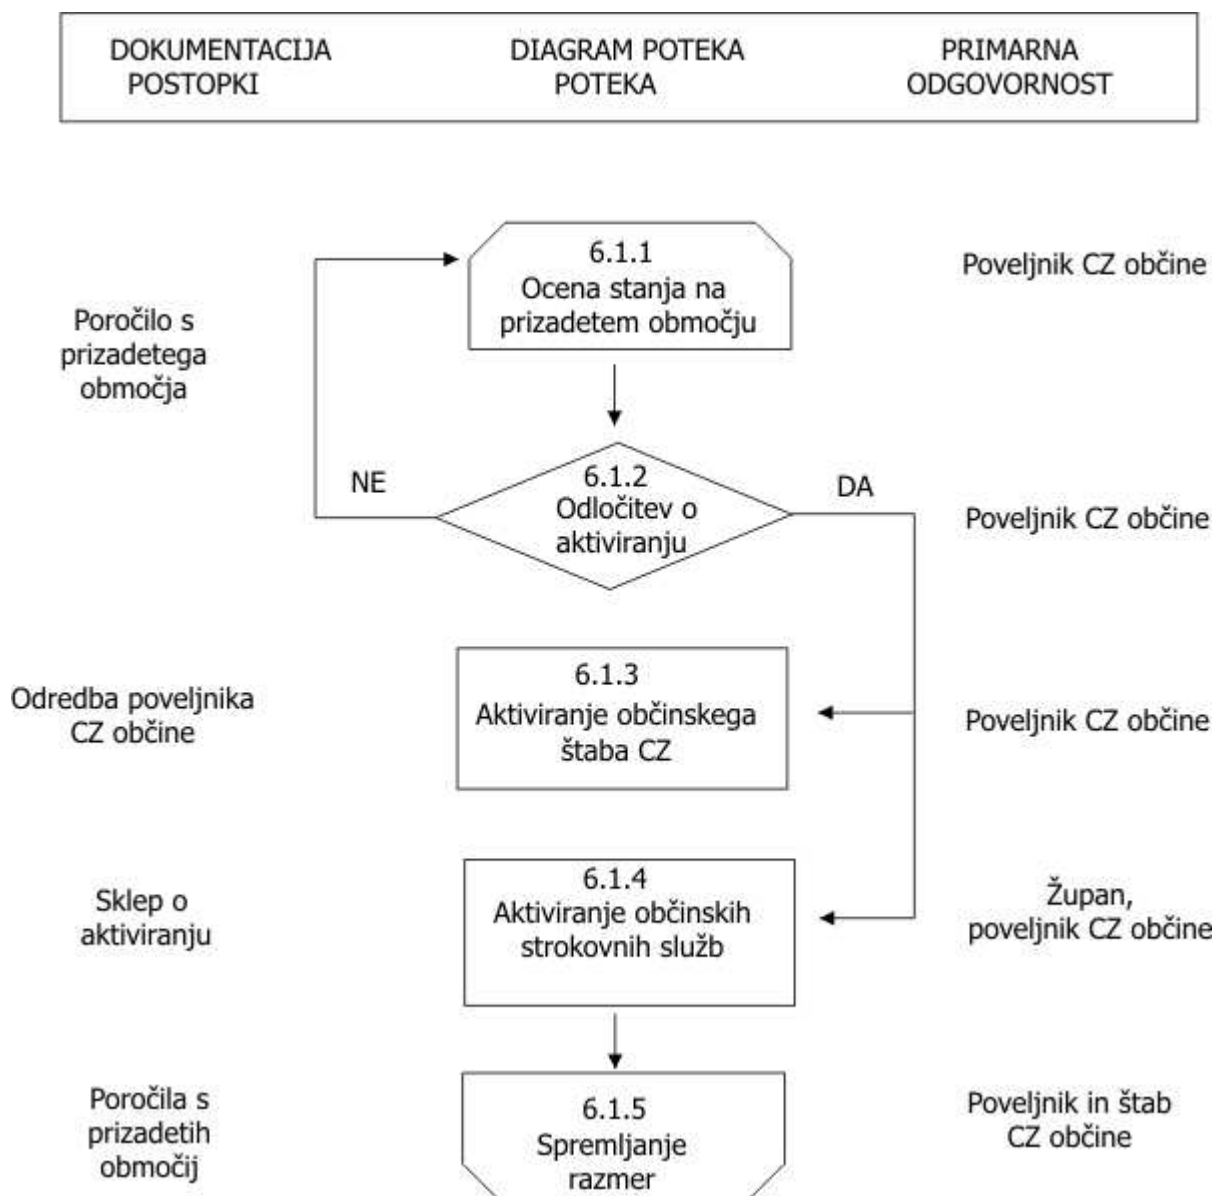 DOKUMENTACIJA
POSTOPKI
DIAGRAM POTEKA
POTEKA
PRIMARNA
ODGOVORNOST
6.1.1
Ocena stanja na
prizadetem območju
Poveljnik CZ občine
Poročilo s
prizadetega
območja
NE
6.1.2
Odločitev o
aktiviranju
DA
Poveljnik CZ občine
Odredba poveljnika
CZ občine
6.1.3
Aktiviranje občinskega
štaba CZ
Poveljnik CZ občine
Sklep o
aktiviranju
6.1.4
Aktiviranje občinskih
strokovnih služb
Župan,
poveljnik CZ občine
Poročila s
prizadetih
območij
6.1.5
Spremljanje
razmer
Poveljnik in štab
CZ občine